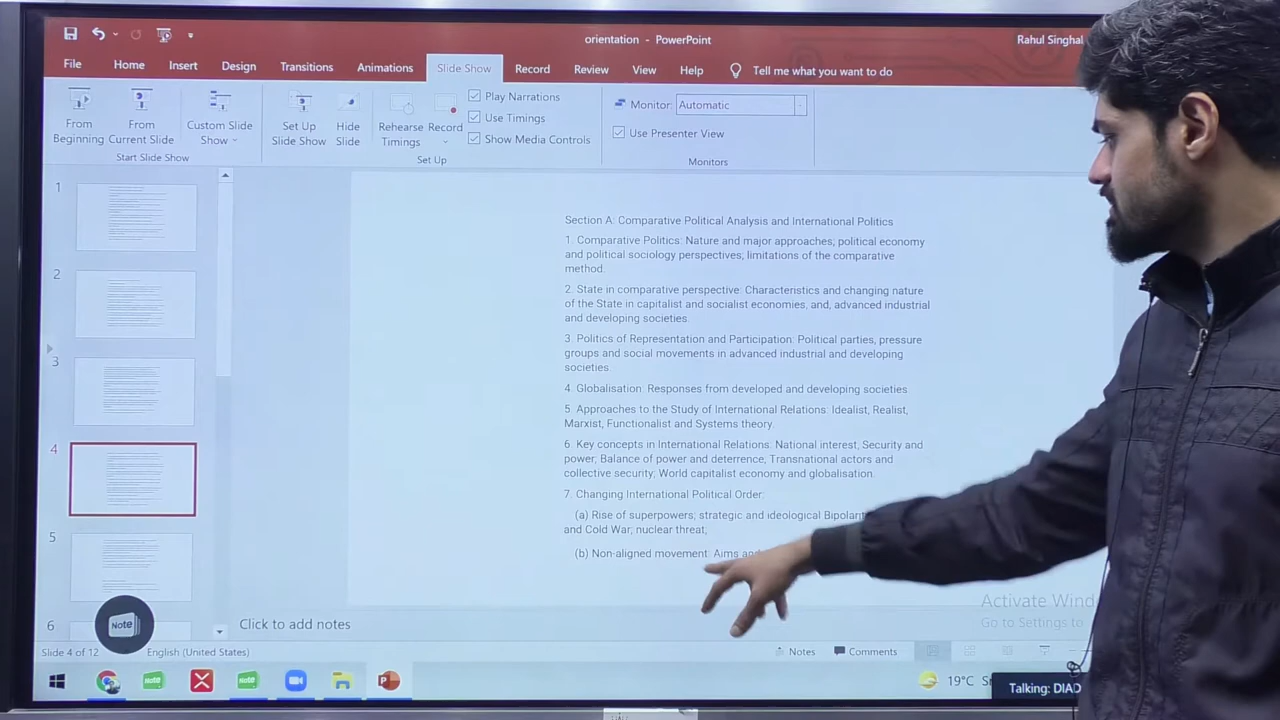 orientation - PowerPoint
Rahul Singhal
File
Home
Insert
Design
Transitions
Animations
Slide Show
Record
Review
View
Help
Tell me what you want to do
From Beginning
From Current Slide
Custom Slide Show
Start Slide Show
Set Up Slide Show
Hide Slide
Rehearse Timings
Record
Play Narrations
Use Timings
Show Media Controls
Set Up
Monitor:
Automatic
Use Presenter View
Monitors
1
2
3
4
5
6
Section A: Comparative Political Analysis and International Politics
1. Comparative Politics: Nature and major approaches; political economy
and political sociology perspectives; limitations of the comparative
method.
2. State in comparative perspective: Characteristics and changing nature
of the State in capitalist and socialist economies, and, advanced industrial
and developing societies.
3. Politics of Representation and Participation: Political parties, pressure
groups and social movements in advanced industrial and developing
societies.
4. Globalisation: Responses from developed and developing societies.
5. Approaches to the Study of International Relations: Idealist, Realist,
Marxist, Functionalist and Systems theory.
6. Key concepts in International Relations: National interest, Security and
power; Balance of power and deterrence; Transnational actors and
collective security; World capitalist economy and globalisation.
7. Changing International Political Order:
(a) Rise of superpowers; strategic and ideological
and Cold War; nuclear threat;
(b) Non-aligned movement: Aims
Click to add notes
Note
Activate
Go to Settings to
Slide 4 of 12
English (United States)
Notes
Comments
19°C
Talking: